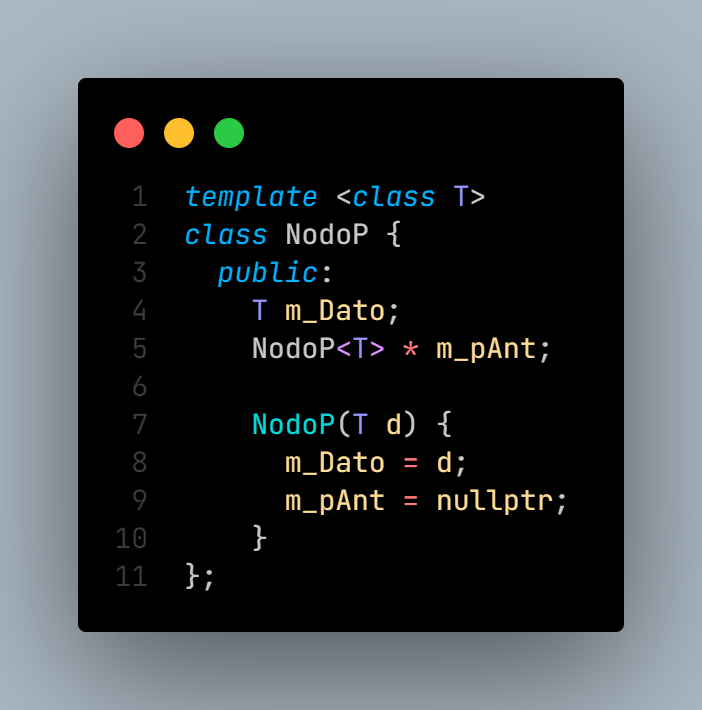 1 template <class T>
2 class NodoP {
3   public:
4     T m_Dato;
5     NodoP<T> * m_pAnt;
6
7     NodoP(T d) {
8       m_Dato = d;
9       m_pAnt = nullptr;
10     }
11 };